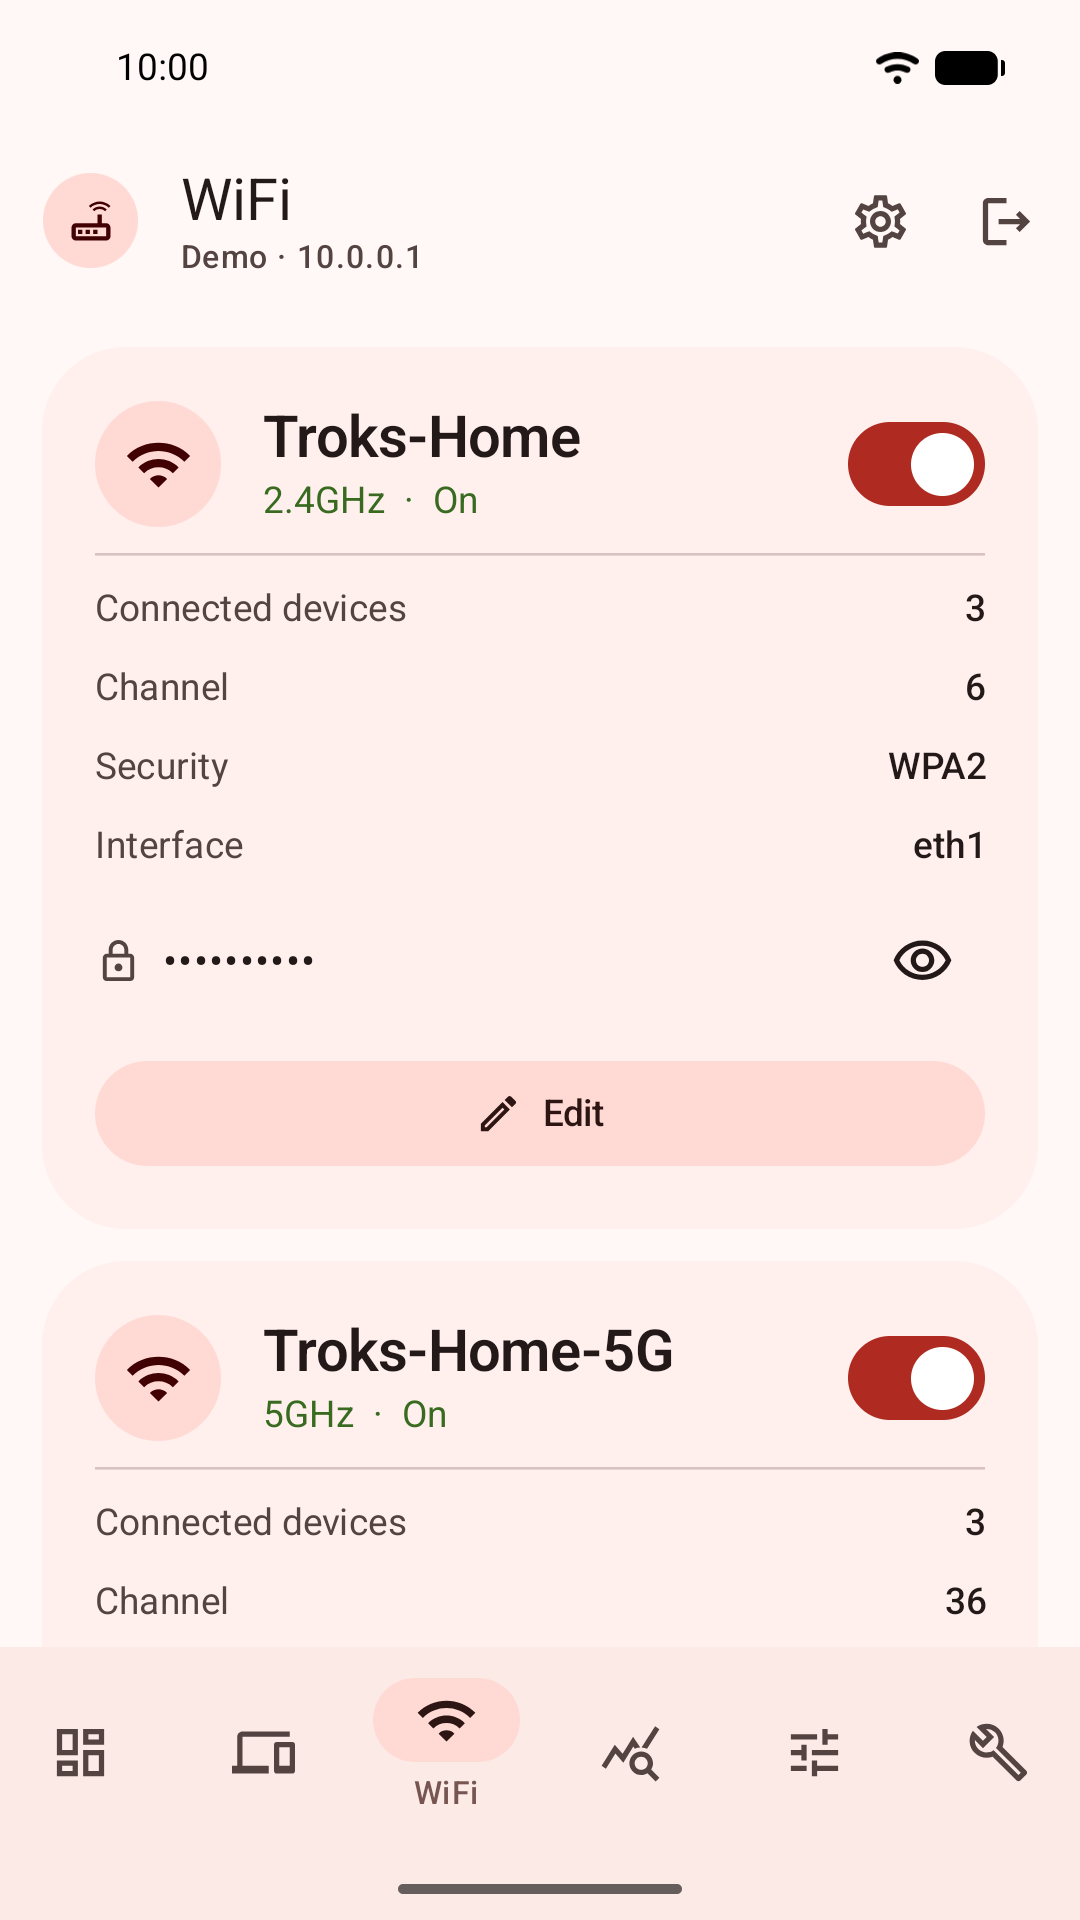 10:00
WiFi
Demo · 10.0.0.1
Troks-Home
2.4GHz · On
Connected devices 3
Channel 6
Security WPA2
Interface eth1
••••••••••
Edit
Troks-Home-5G
5GHz · On
Connected devices 3
Channel 36
WiFi